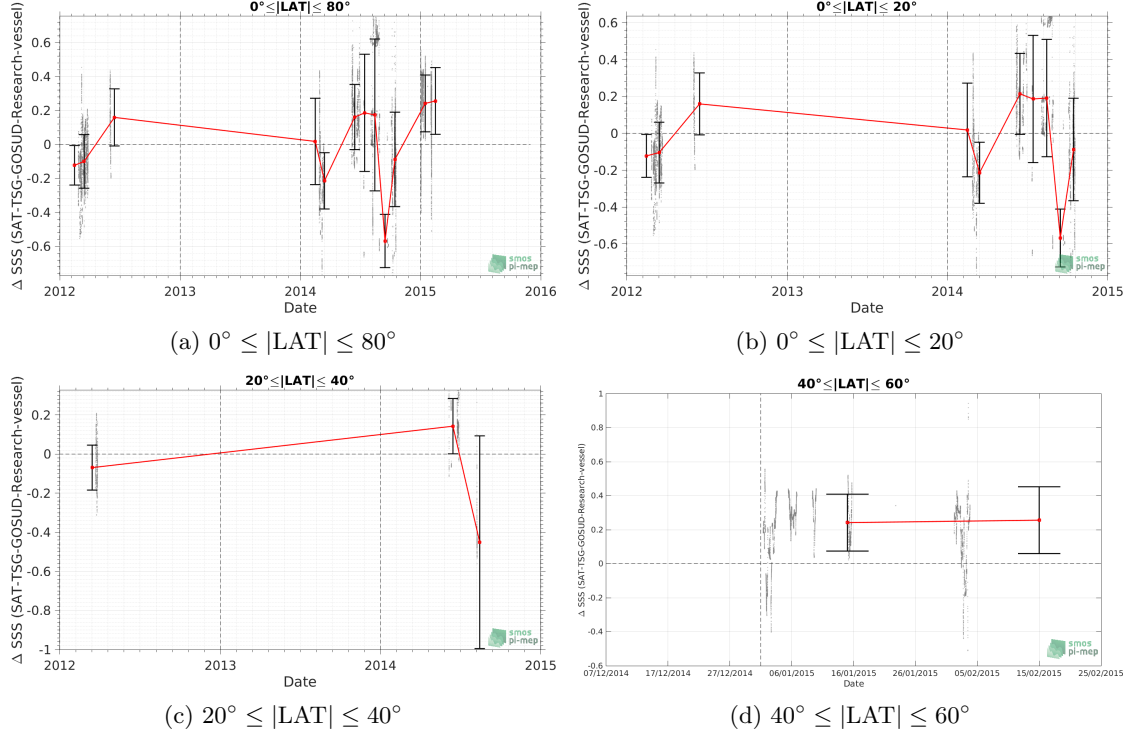 0°≤|LAT|≤ 80°
Δ SSS (SAT-TSG-GOSUD-Research-vessel)
0.6
0.4
0.2
0
-0.2
-0.4
-0.6
2012 2013 2014 2015 2016
Date
smos
pi-mep
(a) 0° ≤ |LAT| ≤ 80°
0°≤|LAT|≤ 20°
Δ SSS (SAT-TSG-GOSUD-Research-vessel)
0.6
0.4
0.2
0
-0.2
-0.4
-0.6
2012 2013 2014 2015
Date
smos
pi-mep
(b) 0° ≤ |LAT| ≤ 20°
20°≤|LAT|≤ 40°
Δ SSS (SAT-TSG-GOSUD-Research-vessel)
0.2
0
-0.2
-0.4
-0.6
-0.8
-1
2012 2013 2014 2015
Date
smos
pi-mep
(c) 20° ≤ |LAT| ≤ 40°
40°≤|LAT|≤ 60°
Δ SSS (SAT-TSG-GOSUD-Research-vessel)
1
0.8
0.6
0.4
0.2
0
-0.2
-0.4
-0.6
07/12/2014 17/12/2014 27/12/2014 06/01/2015 16/01/2015 26/01/2015 05/02/2015 15/02/2015 25/02/2015
Date
smos
pi-mep
(d) 40° ≤ |LAT| ≤ 60°